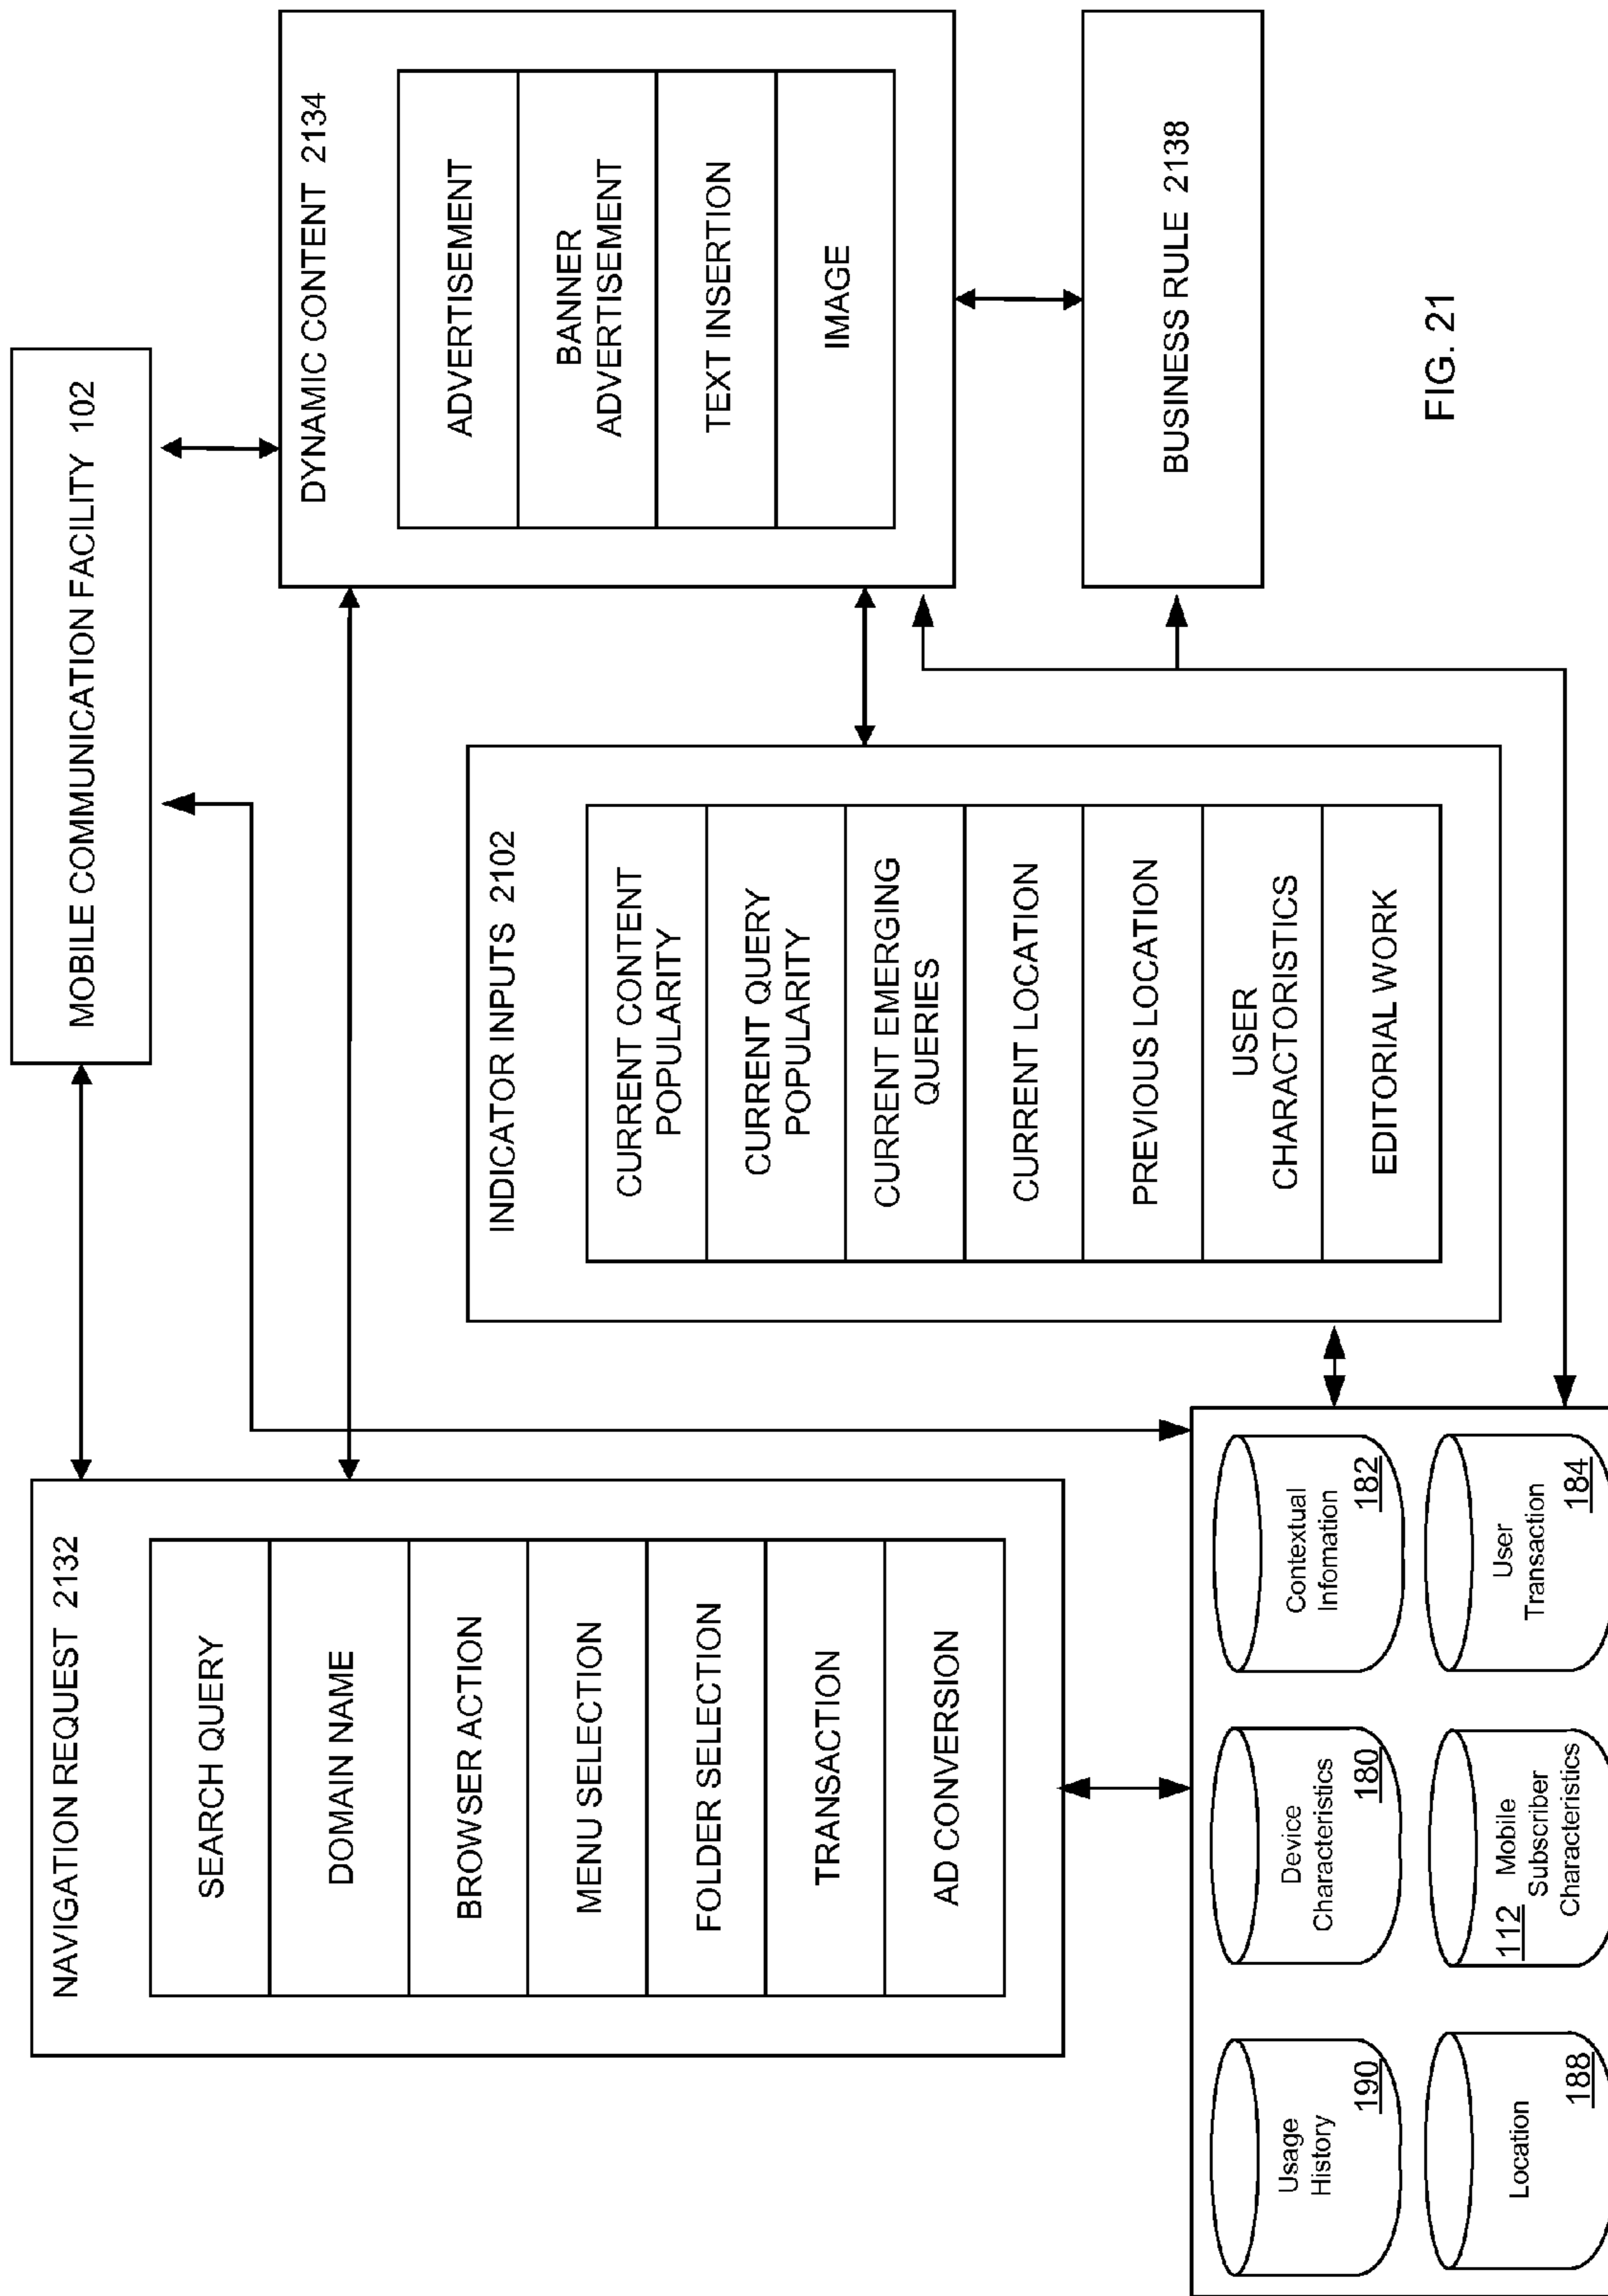 MOBILE COMMUNICATION FACILITY 102
NAVIGATION REQUEST 2132
SEARCH QUERY
DOMAIN NAME
BROWSER ACTION
MENU SELECTION
FOLDER SELECTION
TRANSACTION
AD CONVERSION
INDICATOR INPUTS 2102
CURRENT CONTENT
POPULARITY
CURRENT QUERY
POPULARITY
CURRENT EMERGING
QUERIES
CURRENT LOCATION
PREVIOUS LOCATION
USER
CHARACTORISTICS
EDITORIAL WORK
DYNAMIC CONTENT 2134
ADVERTISEMENT
BANNER
ADVERTISEMENT
TEXT INSERTION
IMAGE
BUSINESS RULE 2138
Usage
History
190
Device
Characteristics
180
Contextual
Infomation
182
Location
188
112 Mobile
Subscriber
Characteristics
User
Transaction
184
FIG. 21